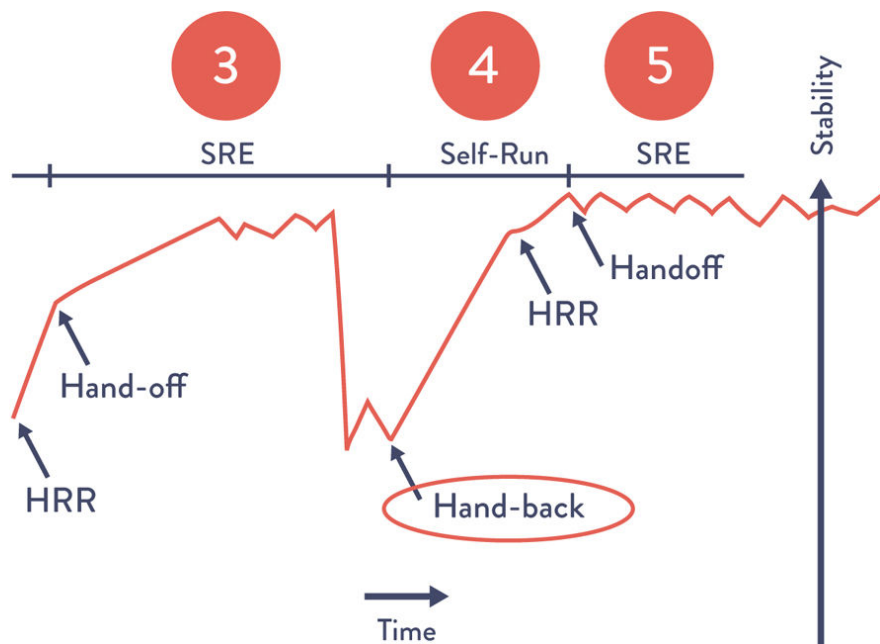 3
4
5
SRE
Self-Run
SRE
Stability
Handoff
HRR
Hand-off
HRR
Hand-back
Time